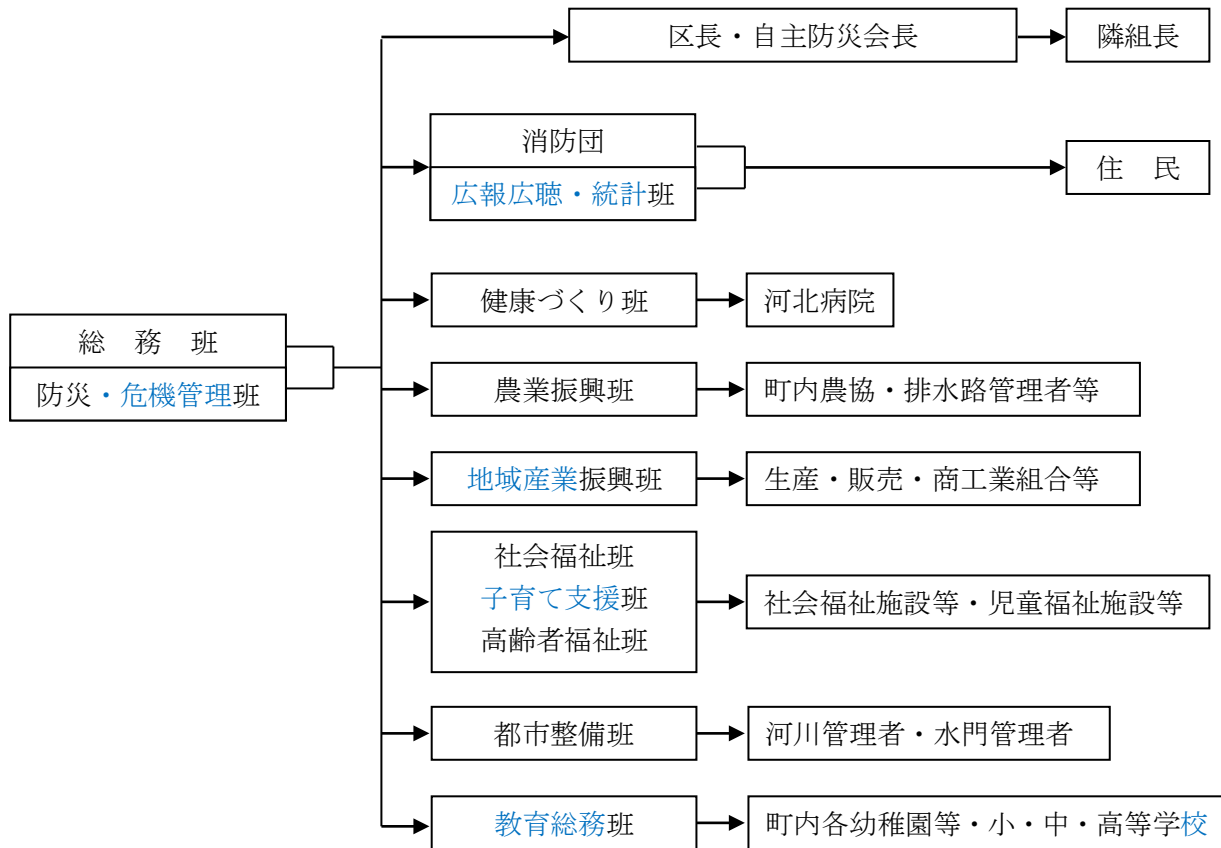 区長・自主防災会長
隣組長
消防団
広報広聴・統計班
住　民
健康づくり班
河北病院
総　務　班
防災・危機管理班
農業振興班
町内農協・排水路管理者等
地域産業振興班
生産・販売・商工業組合等
社会福祉班
子育て支援班
高齢者福祉班
社会福祉施設等・児童福祉施設等
都市整備班
河川管理者・水門管理者
教育総務班
町内各幼稚園等・小・中・高等学校